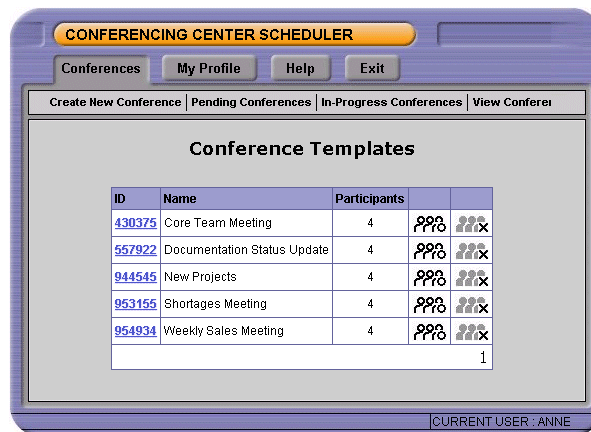 CONFERENCING CENTER SCHEDULER
Conferences My Profile Help Exit
Create New Conference | Pending Conferences | In-Progress Conferences | View Conferer
Conference Templates
ID Name Participants
430375 Core Team Meeting 4
557922 Documentation Status Update 4
944545 New Projects 4
953155 Shortages Meeting 4
954934 Weekly Sales Meeting 4
1
CURRENT USER : ANNE